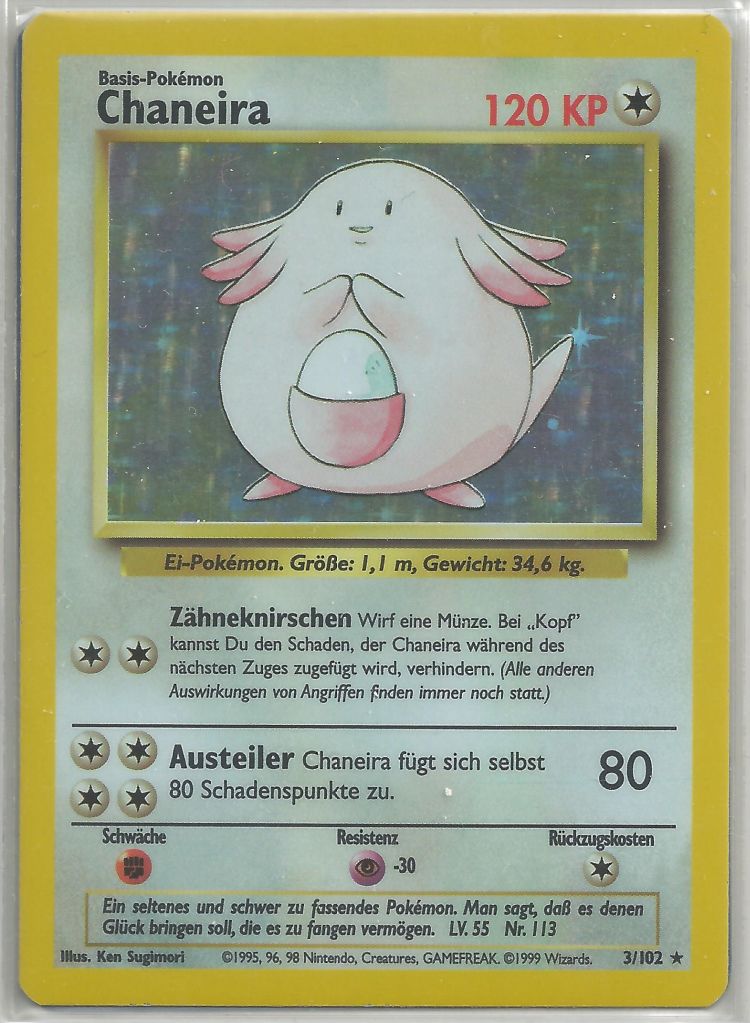 Basis-Pokémon
Chaneira
120 KP
Ei-Pokémon. Größe: 1,1 m, Gewicht: 34,6 kg.
Zähneknirschen Wirf eine Münze. Bei „Kopf”
kannst Du den Schaden, der Chaneira während des
nächsten Zuges zugefügt wird, verhindern. (Alle anderen
Auswirkungen von Angriffen finden immer noch statt.)
Austeiler Chaneira fügt sich selbst
80 Schadenspunkte zu.
80
Schwäche Resistenz Rückzugskosten
-30
Ein seltenes und schwer zu fassendes Pokémon. Man sagt, daß es denen
Glück bringen soll, die es zu fangen vermögen. LV. 55 Nr. 113
Illus. Ken Sugimori ©1995, 96, 98 Nintendo, Creatures, GAMEFREAK. ©1999 Wizards. 3/102 ★